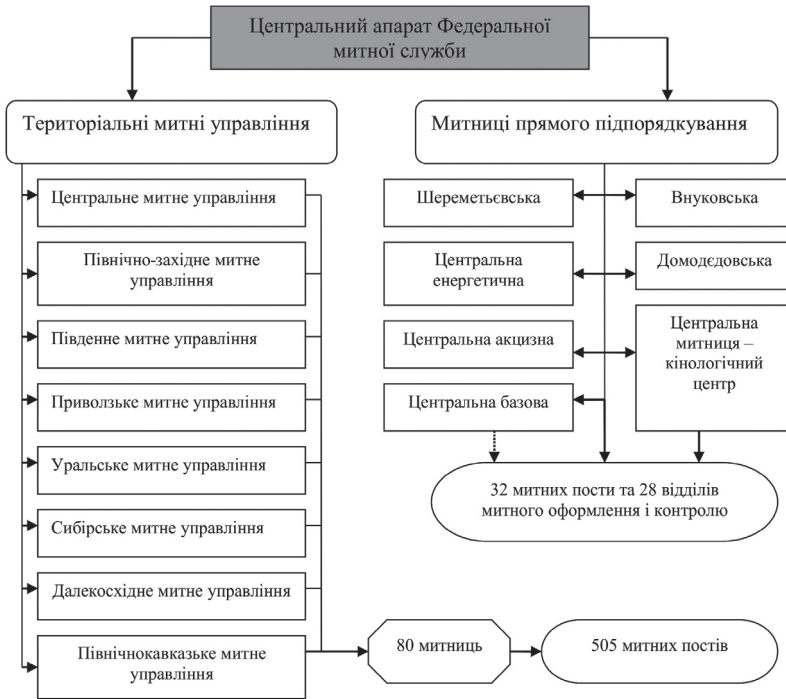 Центральний апарат Федеральної
митної служби
Територіальні митні управління
Центральне митне управління
Північно-західне митне
управління
Південне митне управління
Приволзьке митне управління
Уральське митне управління
Сибірське митне управління
Далекосхідне митне управління
Північнокавказьке митне
управління
Митниці прямого підпорядкування
Шереметьєвська
Внуковська
Центральна
енергетична
Домодєдовська
Центральна акцизна
Центральна
митниця –
кінологічний
центр
Центральна базова
32 митних пости та 28 відділів
митного оформлення і контролю
80 митниць
505 митних постів